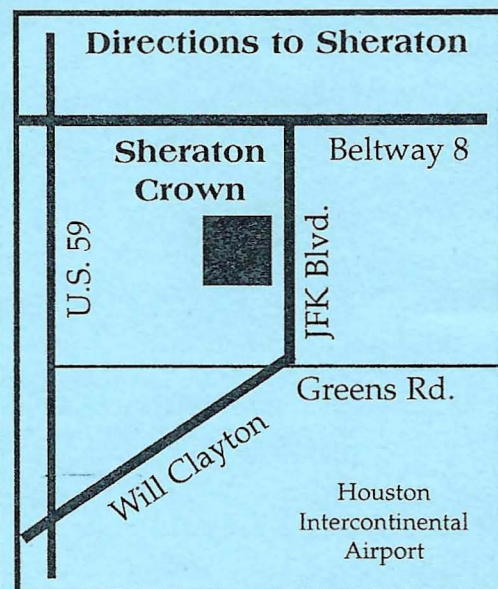 Directions to Sheraton
Beltway 8
Sheraton
Crown
U.S. 59
JFK Blvd.
Greens Rd.
Will Clayton
Houston
Intercontinental
Airport